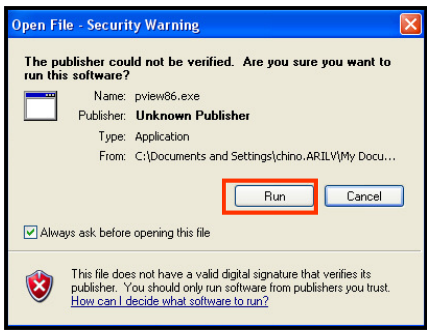 Open File - Security Warning
The publisher could not be verified. Are you sure you want to
run this software?
Name: pview86.exe
Publisher: Unknown Publisher
Type: Application
From: C:\Documents and Settings\chino.ARILV\My Docu...
Run Cancel
Always ask before opening this file
This file does not have a valid digital signature that verifies its
publisher. You should only run software from publishers you trust.
How can I decide what software to run?